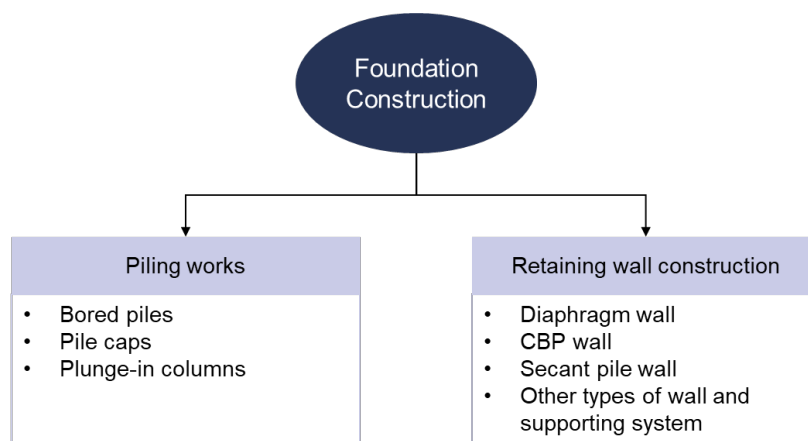 Foundation
Construction
Piling works
• Bored piles
• Pile caps
• Plunge-in columns
Retaining wall construction
• Diaphragm wall
• CBP wall
• Secant pile wall
• Other types of wall and
supporting system